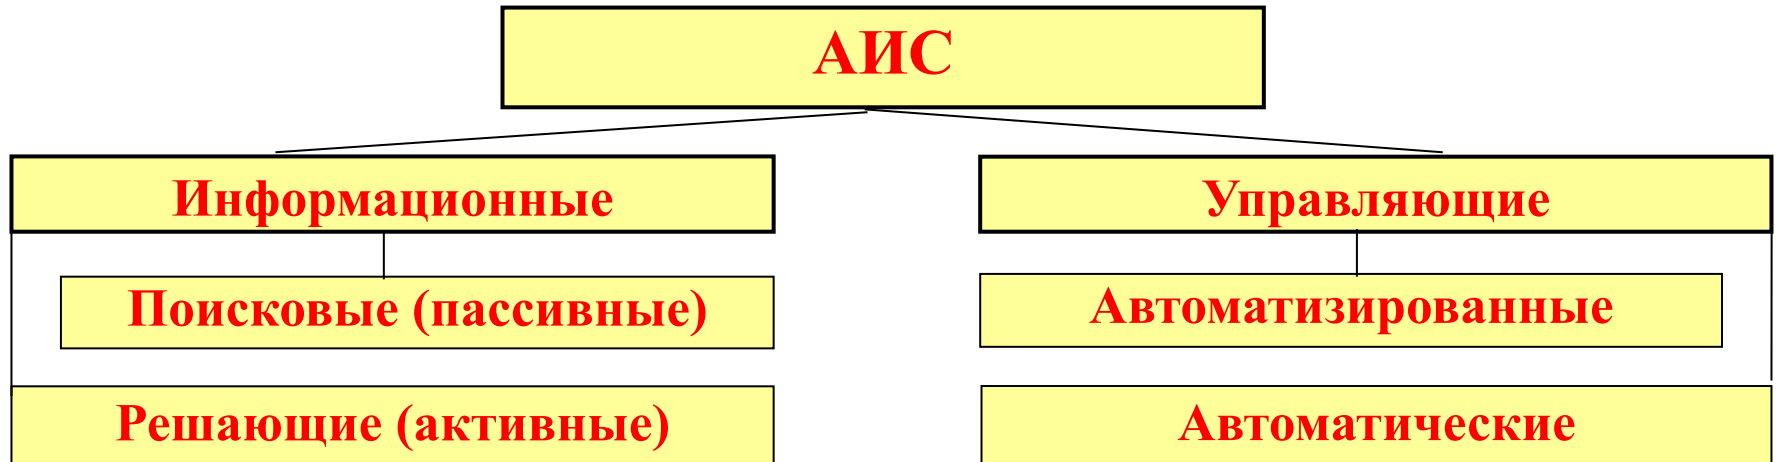 АИС
Информационные
Управляющие
Поисковые (пассивные)
Автоматизированные
Решающие (активные)
Автоматические